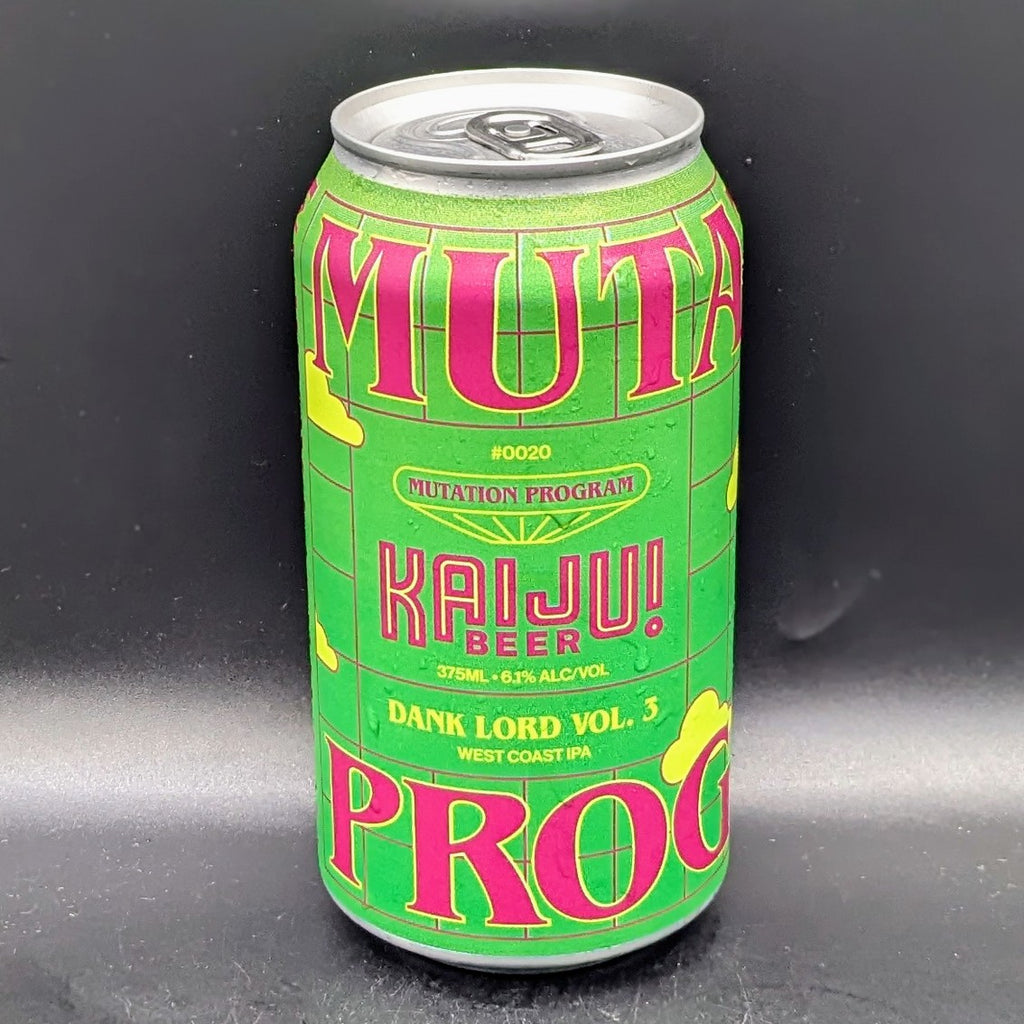 MUTA
#0020
MUTATION PROGRAM
KAIJU!
BEER
375ML • 6.1% ALC/VOL
DANK LORD VOL. 3
WEST COAST IPA
PROG